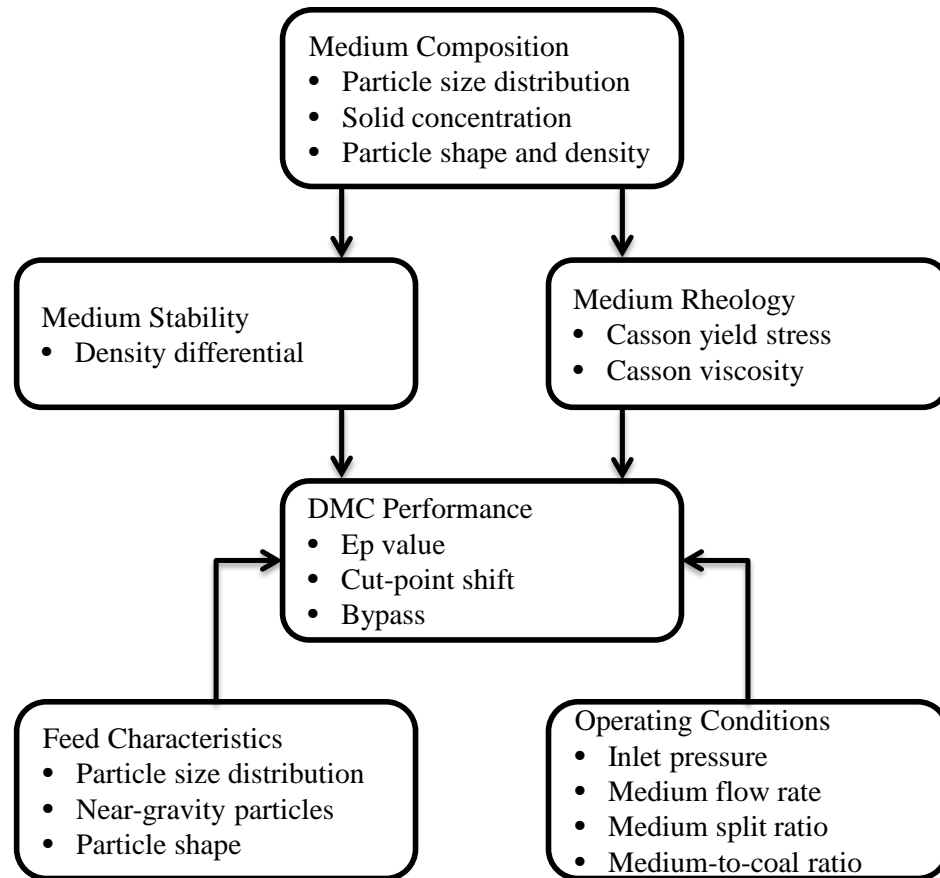 Medium Composition
• Particle size distribution
• Solid concentration
• Particle shape and density
Medium Stability
• Density differential
Medium Rheology
• Casson yield stress
• Casson viscosity
DMC Performance
• Ep value
• Cut-point shift
• Bypass
Feed Characteristics
• Particle size distribution
• Near-gravity particles
• Particle shape
Operating Conditions
• Inlet pressure
• Medium flow rate
• Medium split ratio
• Medium-to-coal ratio